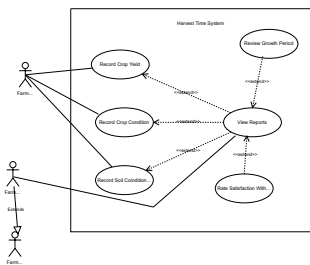 Harvest Time System
Review Growth Period
Record Crop Yield
<<extend>>
<<extend>>
Farm...
Record Crop Condition
<<extend>>
View Reports
<<extend>>
<<extend>>
Record Soil Coindition...
Rate Satisfaction With...
Farm...
Extends
Farm...